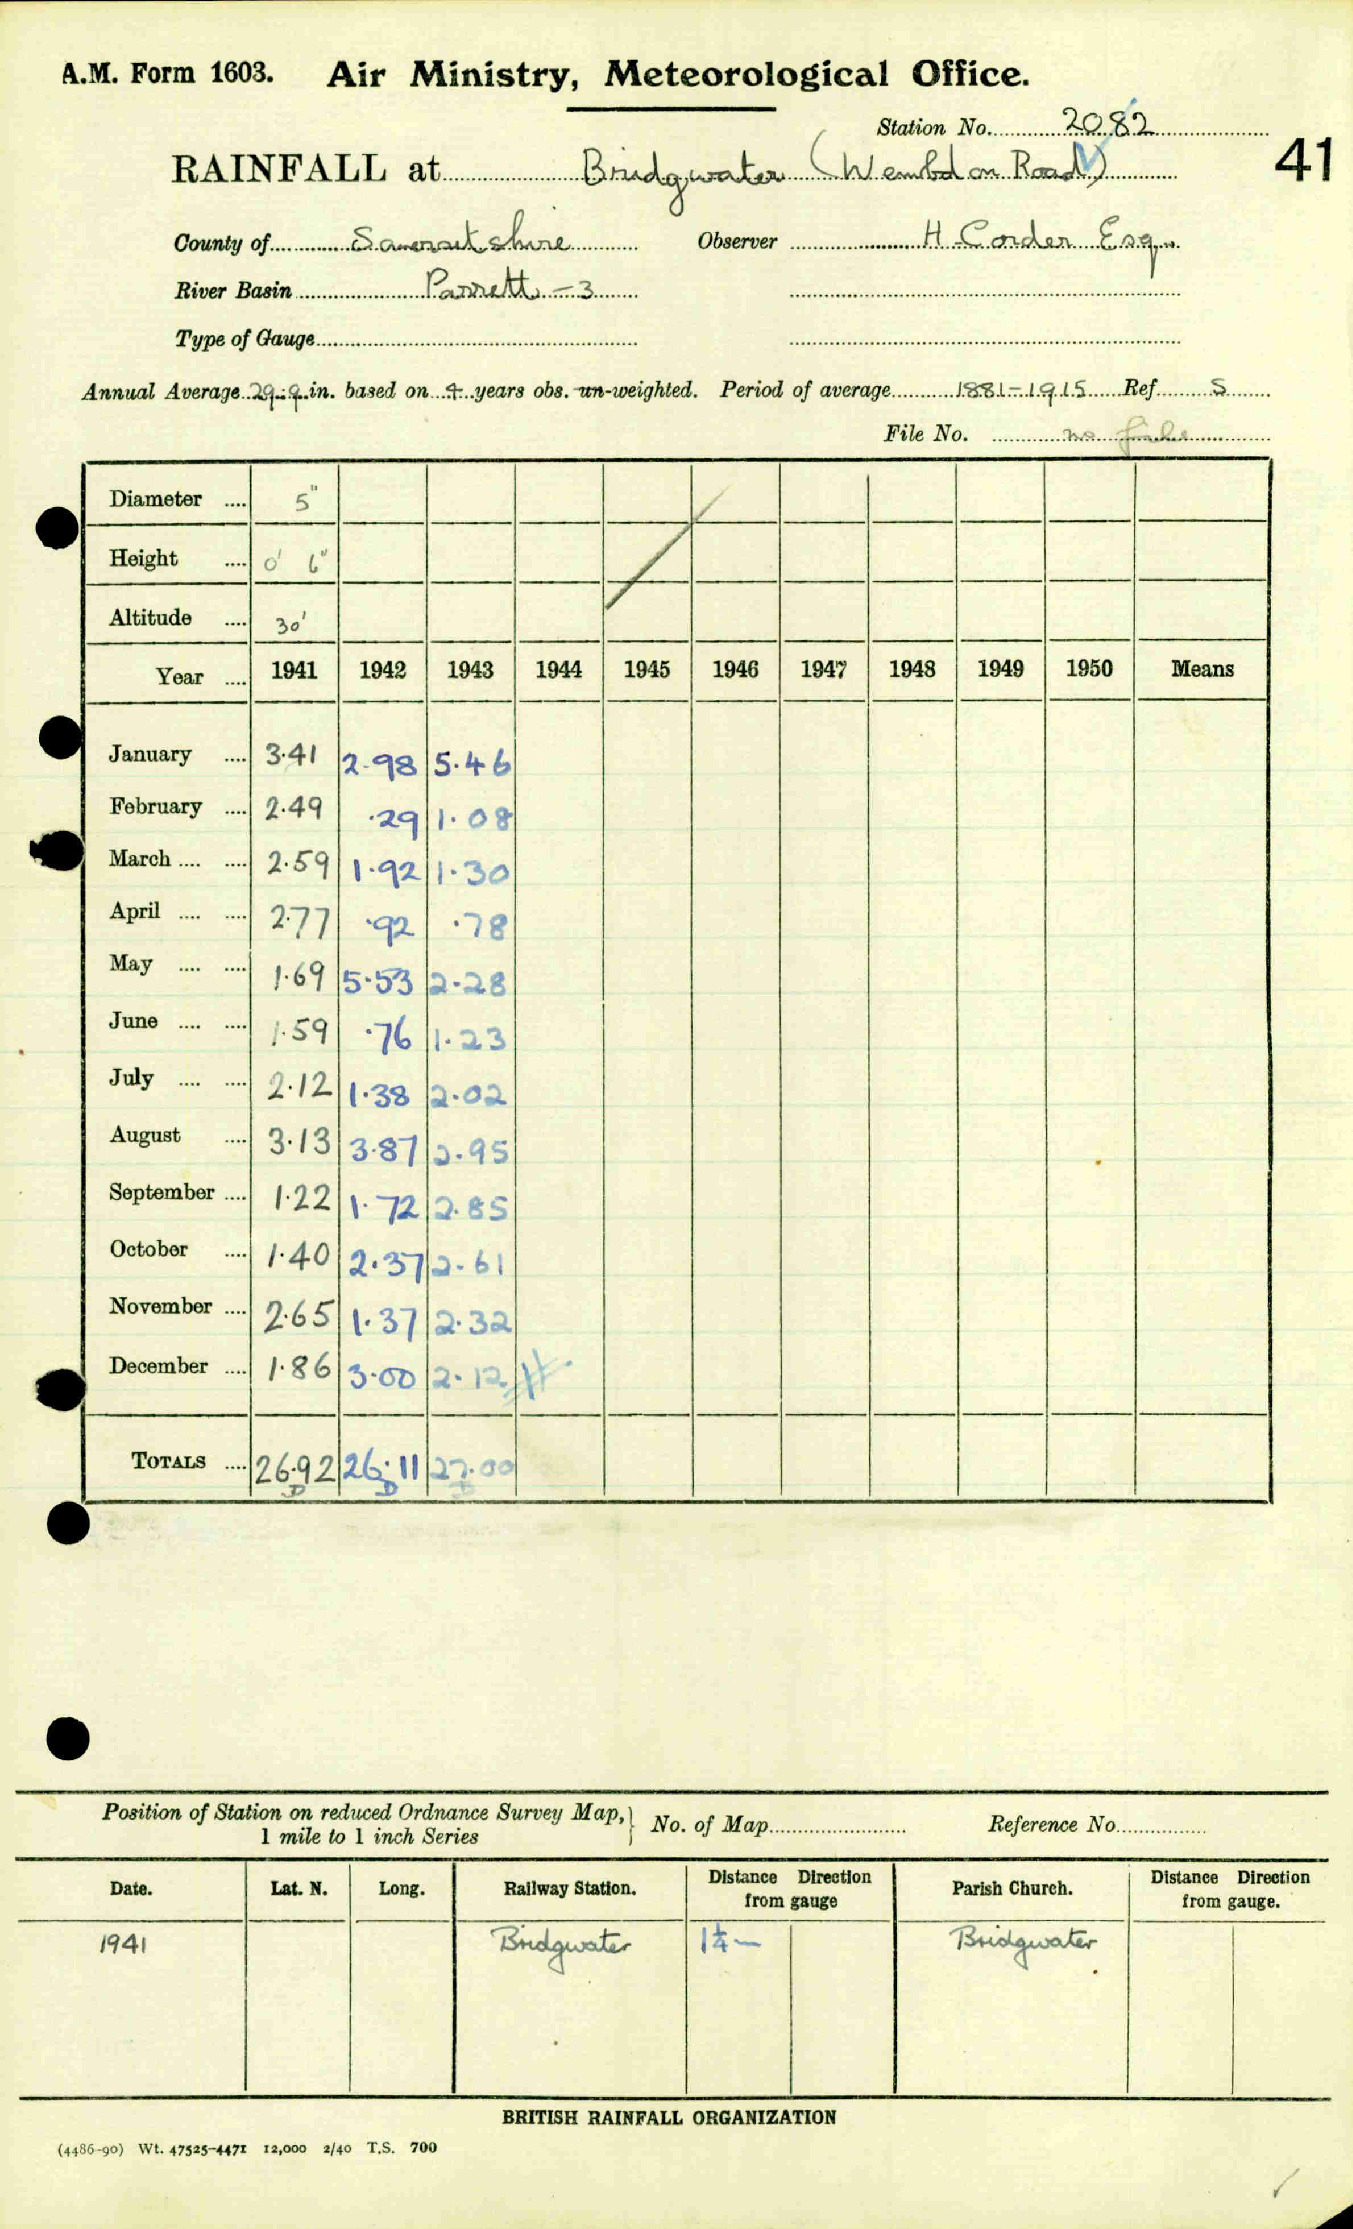 A.M. Form 1603. Air Ministry, Meteorological Office.
Station No. 2082
41
RAINFALL at Bridgwater (Wembdon Road)
County of Somersetshire Observer H Corder Esq.
River Basin Parrett - 3
Type of Gauge
Annual Average 29.9 in. based on 4 years obs. un-weighted. Period of average 1881-1915 Ref S
File No. no file
Diameter .... 5"
Height .... 0' 6"
Altitude .... 30'
Year .... 1941 1942 1943 1944 1945 1946 1947 1948 1949 1950 Means
January .... 3.41 2.98 5.46
February .... 2.49 .29 1.08
March .... .... 2.59 1.92 1.30
April .... .... 2.77 .92 .78
May .... .... 1.69 5.53 2.28
June .... .... 1.59 .76 1.23
July .... .... 2.12 1.38 2.02
August .... 3.13 3.87 2.95
September .... 1.22 1.72 2.85
October .... 1.40 2.37 2.61
November .... 2.65 1.37 2.32
December .... 1.86 3.00 2.12
TOTALS .... 26.92 26.11 27.00
D D D
Position of Station on reduced Ordnance Survey Map, } No. of Map Reference No.
1 mile to 1 inch Series
Date. Lat. N. Long. Railway Station. Distance Direction from gauge Parish Church. Distance Direction from gauge.
1941 Bridgwater 1¼ — Bridgwater
BRITISH RAINFALL ORGANIZATION
(4486-90) Wt. 47525-4471 12,000 2/40 T.S. 700